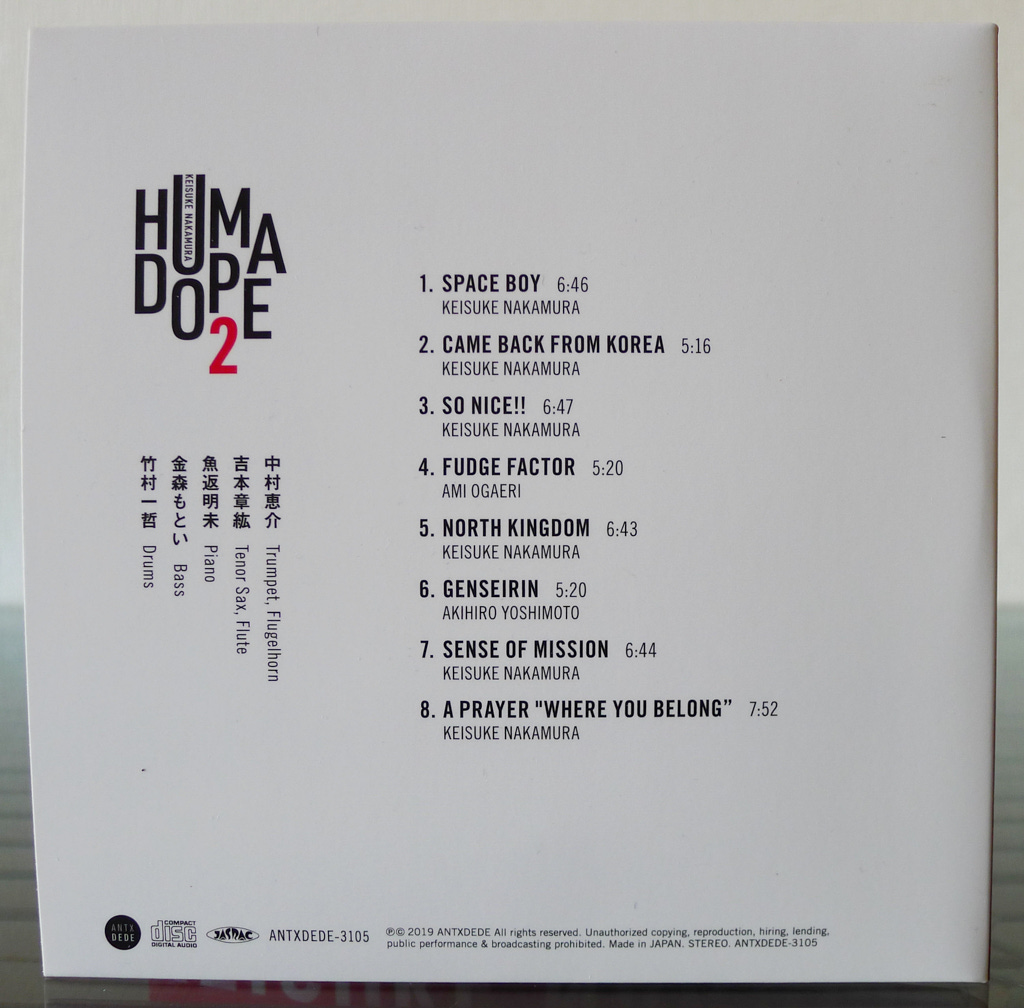 HUMA
KEISUKE NAKAMURA
DOPE
2
中村恵介 Trumpet, Flugelhorn
吉本章紘 Tenor Sax, Flute
魚返明未 Piano
金森もとい Bass
竹村一哲 Drums
1. SPACE BOY 6:46
KEISUKE NAKAMURA
2. CAME BACK FROM KOREA 5:16
KEISUKE NAKAMURA
3. SO NICE!! 6:47
KEISUKE NAKAMURA
4. FUDGE FACTOR 5:20
AMI OGAERI
5. NORTH KINGDOM 6:43
KEISUKE NAKAMURA
6. GENSEIRIN 5:20
AKIHIRO YOSHIMOTO
7. SENSE OF MISSION 6:44
KEISUKE NAKAMURA
8. A PRAYER "WHERE YOU BELONG” 7:52
KEISUKE NAKAMURA
ANTX
DEDE
COMPACT
disc
DIGITAL AUDIO
JASRAC
ANTXDEDE-3105
℗© 2019 ANTXDEDE All rights reserved. Unauthorized copying, reproduction, hiring, lending,
public performance & broadcasting prohibited. Made in JAPAN. STEREO. ANTXDEDE-3105